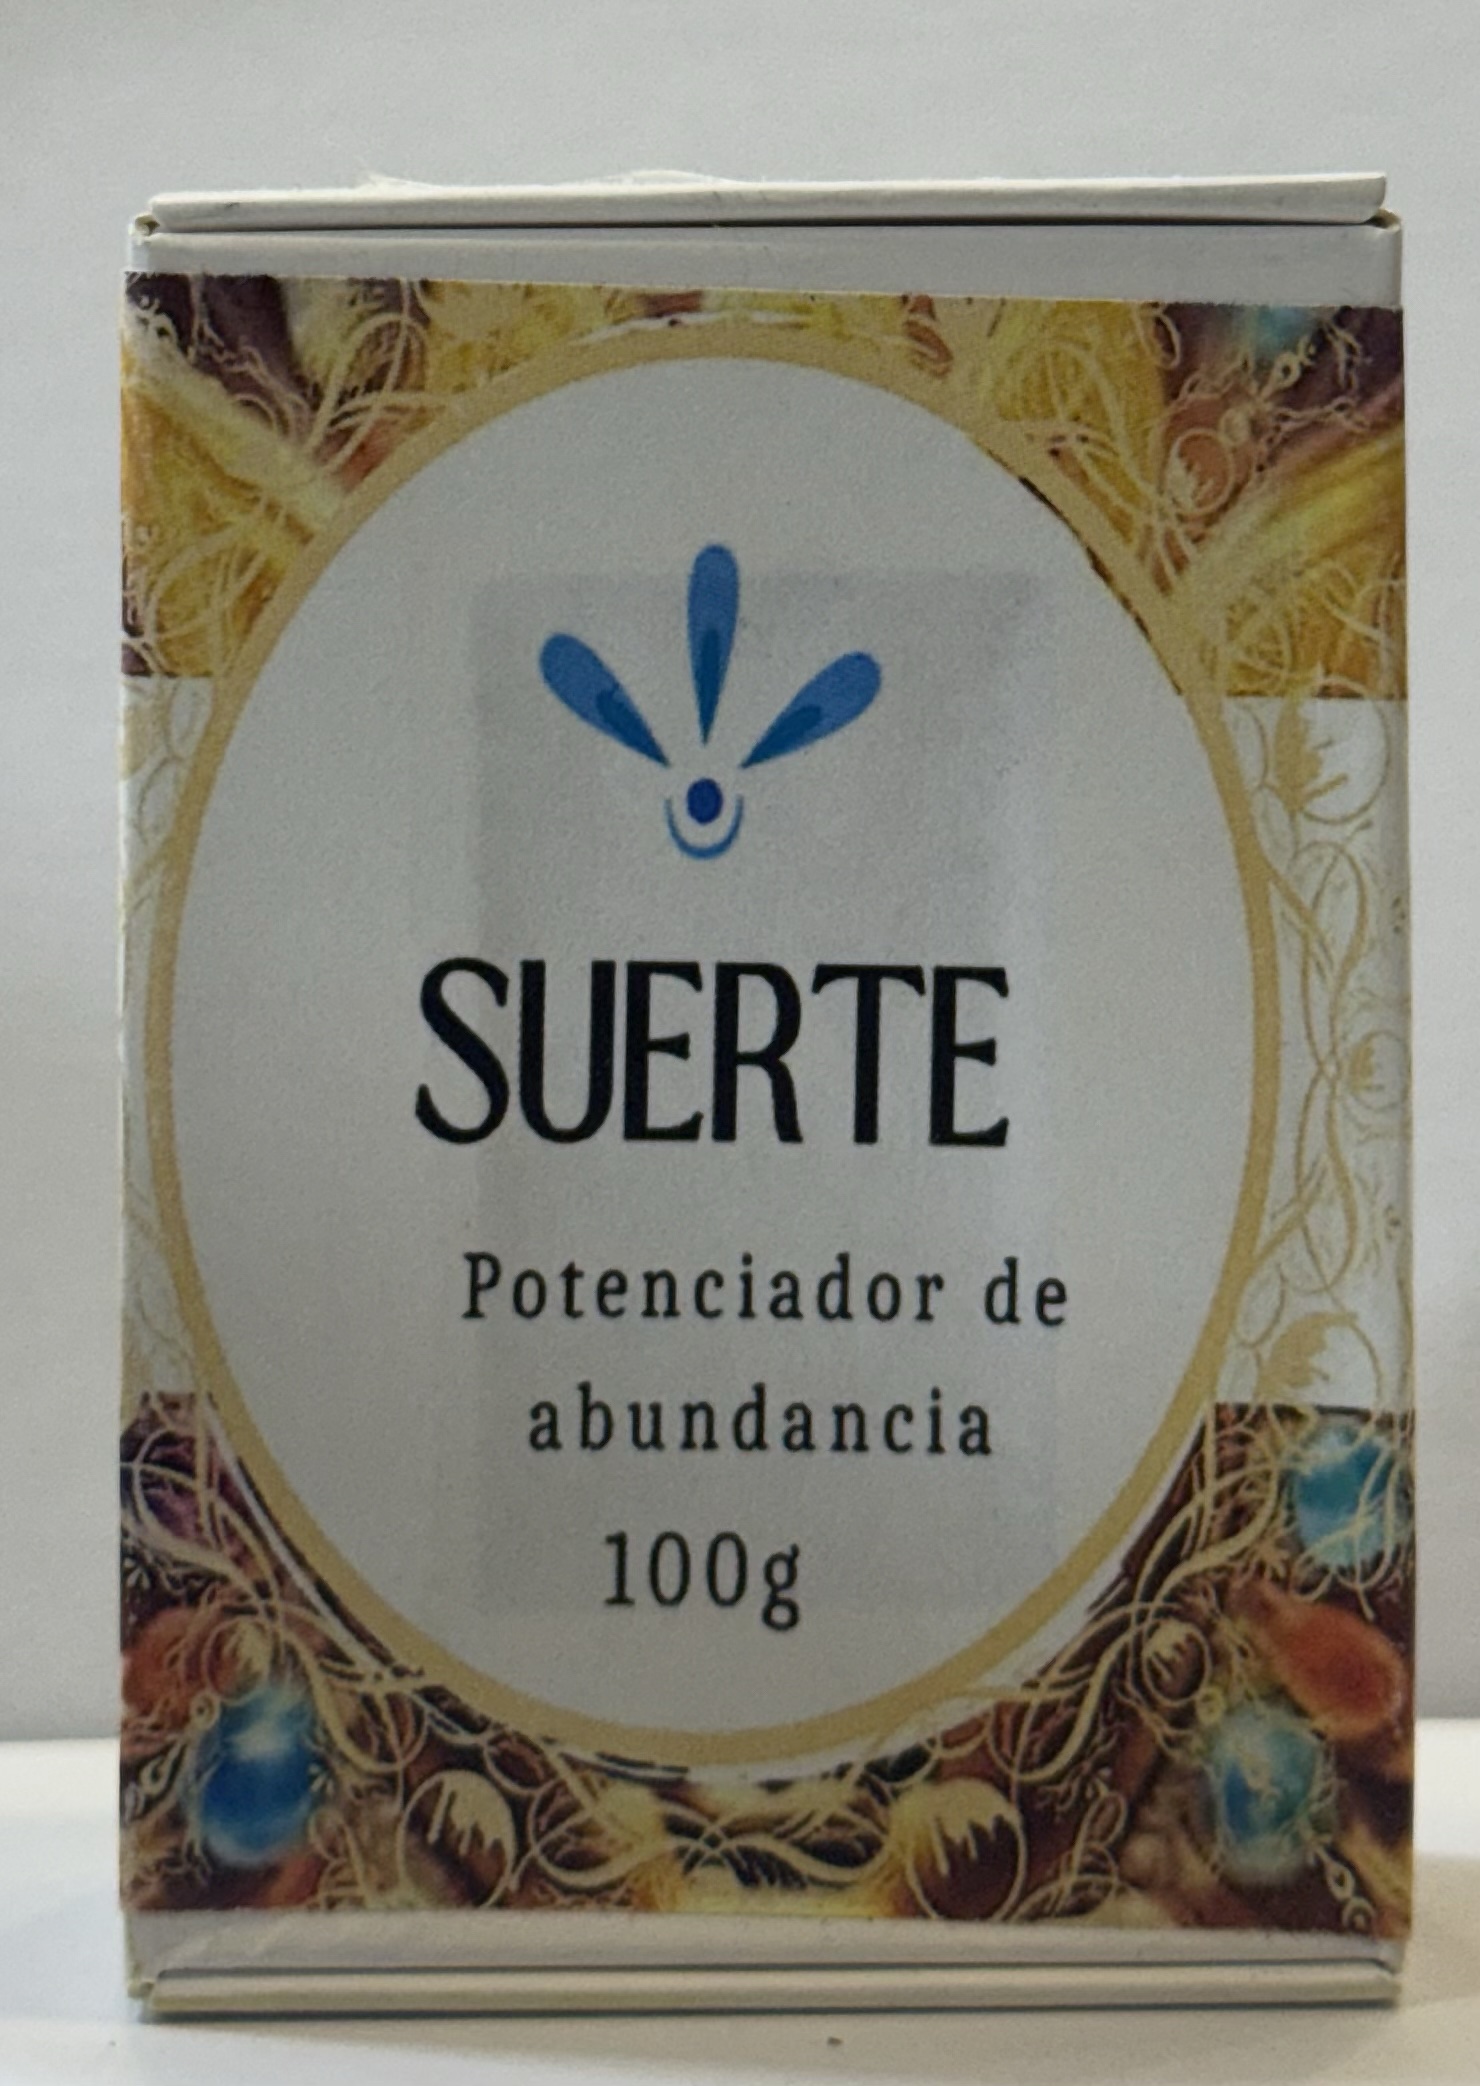 SUERTE
Potenciador de
abundancia
100g